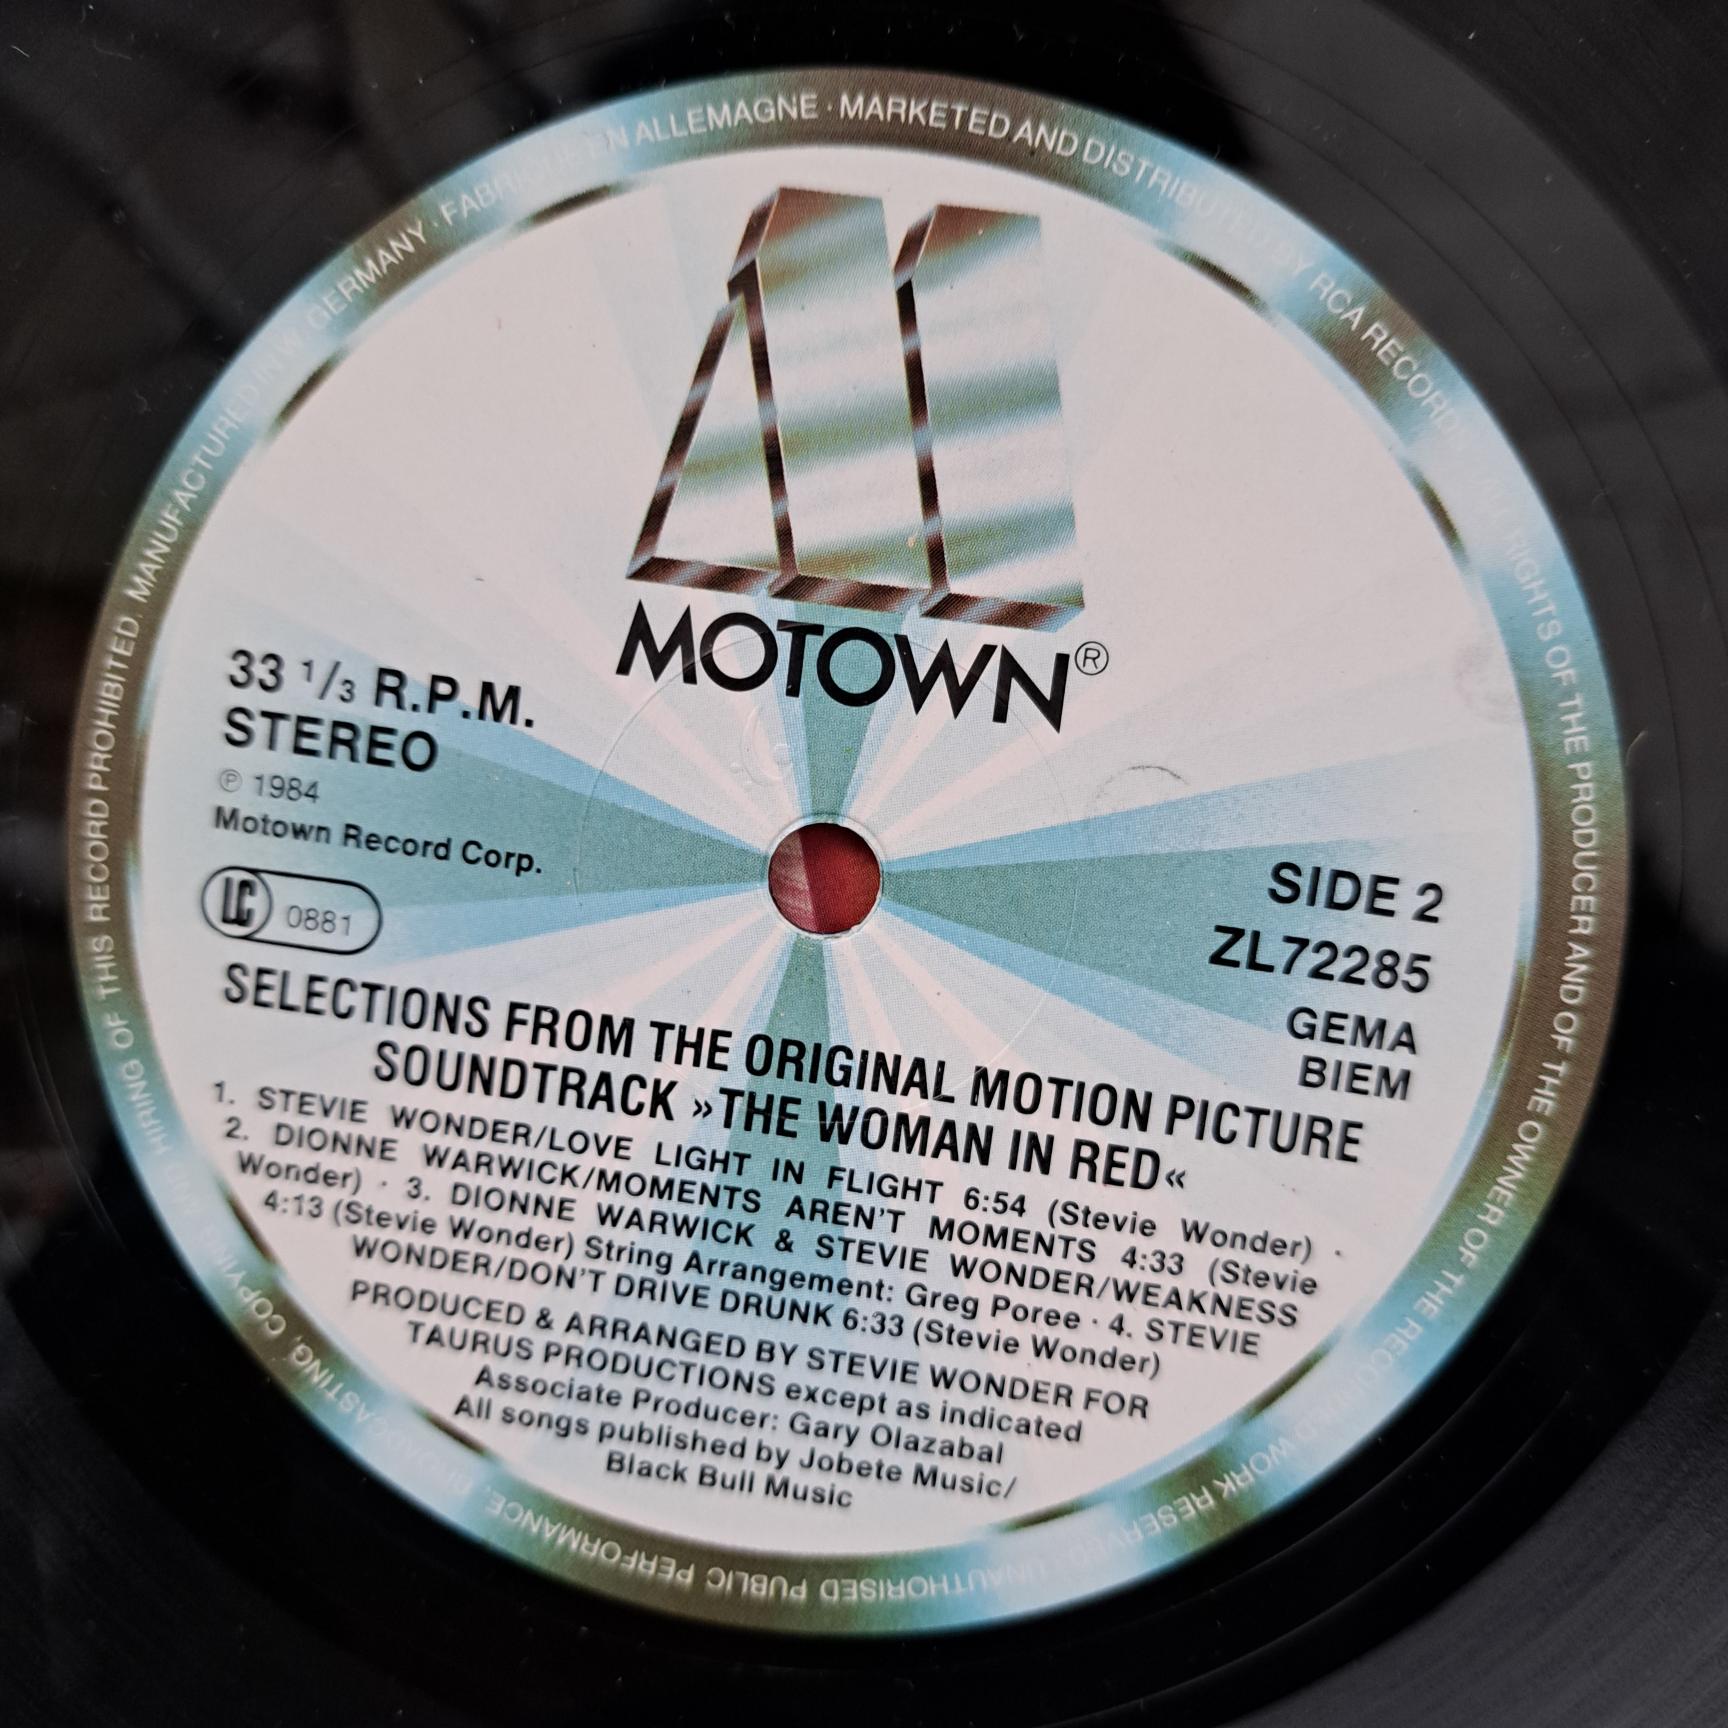 MANUFACTURED IN W. GERMANY · FABRIQUE EN ALLEMAGNE · MARKETED AND DISTRIBUTED BY RCA RECORDS · ALL RIGHTS OF THE PRODUCER AND OF THE OWNER OF THE RECORDED WORK RESERVED. UNAUTHORISED PUBLIC PERFORMANCE, BROADCASTING, COPYING AND HIRING OF THIS RECORD PROHIBITED.
MOTOWN®
33 1/3 R.P.M.
STEREO
℗ 1984
Motown Record Corp.
LC 0881
SIDE 2
ZL72285
GEMA
BIEM
SELECTIONS FROM THE ORIGINAL MOTION PICTURE
SOUNDTRACK »THE WOMAN IN RED«
1. STEVIE WONDER/LOVE LIGHT IN FLIGHT 6:54 (Stevie Wonder) ·
2. DIONNE WARWICK/MOMENTS AREN'T MOMENTS 4:33 (Stevie
Wonder) · 3. DIONNE WARWICK & STEVIE WONDER/WEAKNESS
4:13 (Stevie Wonder) String Arrangement: Greg Poree · 4. STEVIE
WONDER/DON'T DRIVE DRUNK 6:33 (Stevie Wonder)
PRODUCED & ARRANGED BY STEVIE WONDER FOR
TAURUS PRODUCTIONS except as indicated
Associate Producer: Gary Olazabal
All songs published by Jobete Music/
Black Bull Music